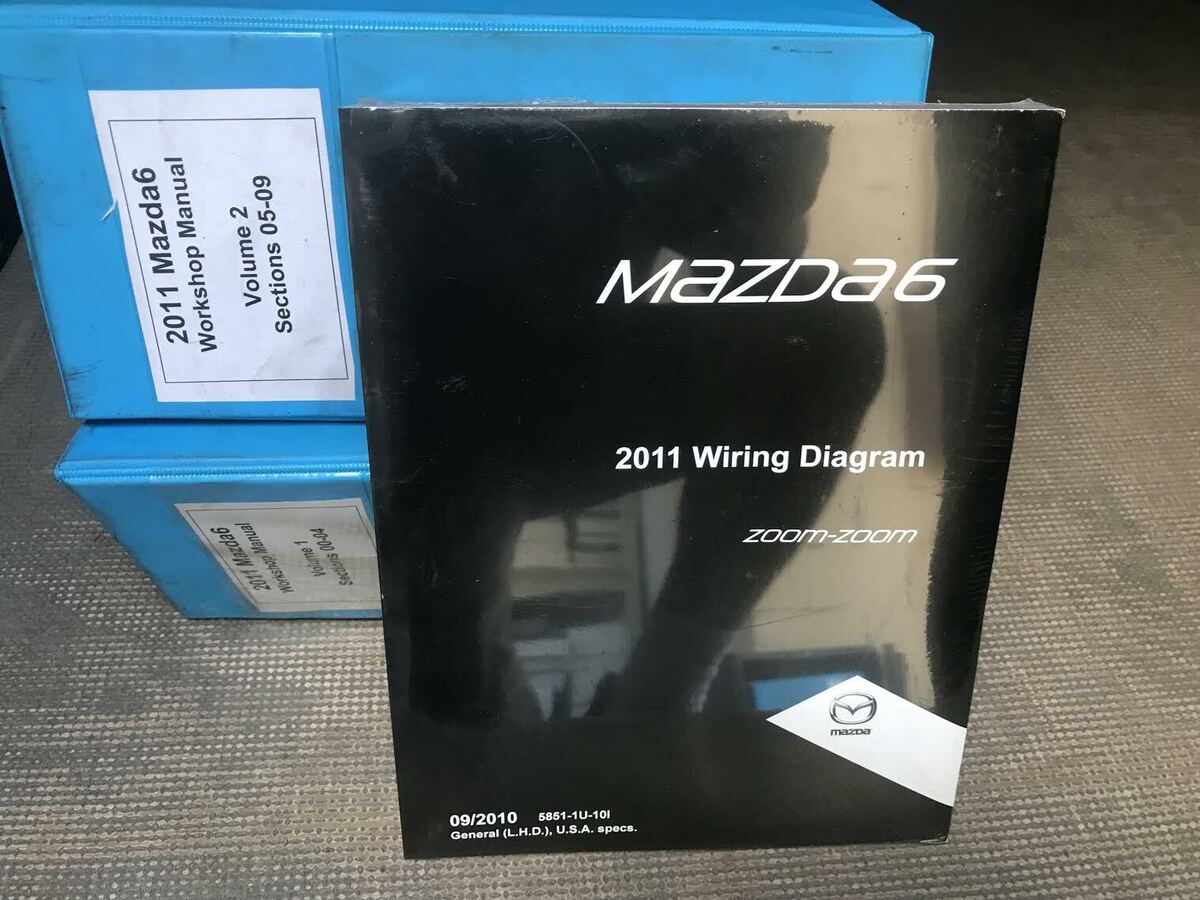 2011 Mazda6
Workshop Manual
Volume 2
Sections 05-09
2011 Mazda6
Workshop Manual
Volume 1
Sections 00-04
mazda6
2011 Wiring Diagram
zoom-zoom
mazda
09/2010 5851-1U-10I
General (L.H.D.), U.S.A. specs.